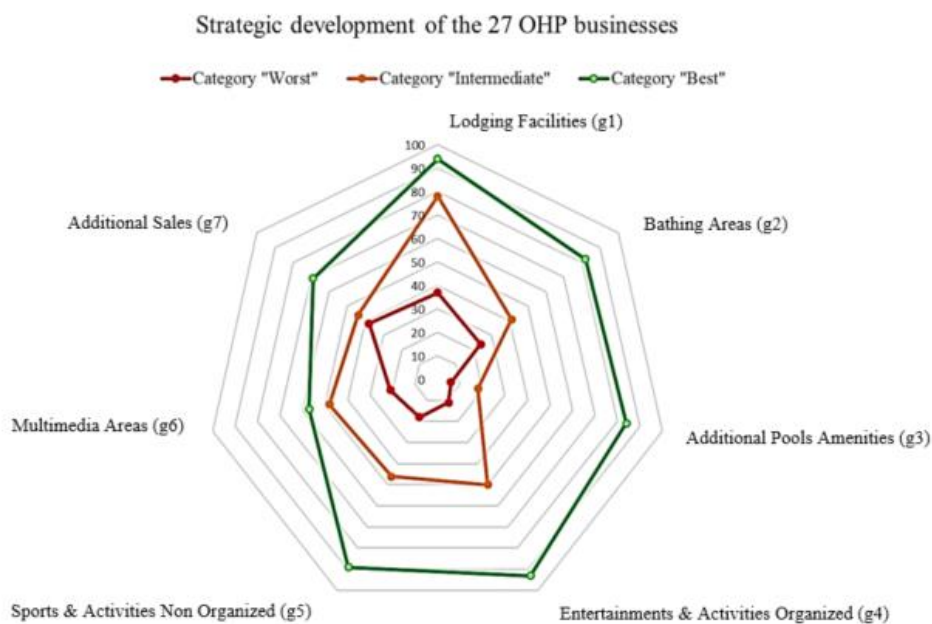 Strategic development of the 27 OHP businesses
Category "Worst" Category "Intermediate" Category "Best"
Lodging Facilities (g1)
100
90
80
70
60
50
40
30
20
10
0
Additional Sales (g7)
Bathing Areas (g2)
Multimedia Areas (g6)
Additional Pools Amenities (g3)
Sports & Activities Non Organized (g5)
Entertainments & Activities Organized (g4)